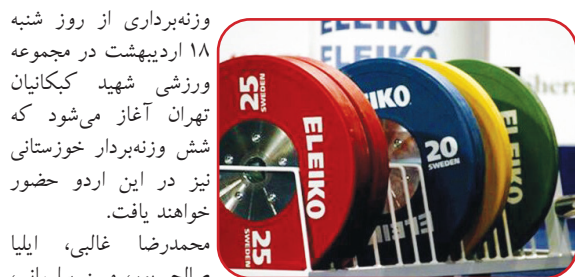 وزنه‌برداری از روز شنبه
۱۸ اردیبهشت در مجموعه
ورزشی شهید کبکانیان
تهران آغاز می‌شود که
شش وزنه‌بردار خوزستانی
نیز در این اردو حضور
خواهند یافت.
محمدرضا غالبی، ایلیا
ELEIKO
ELEIKO
25
SWEDEN
ELEIKO
25
SWEDEN
IKO
20
SWEDEN
ELEIKO